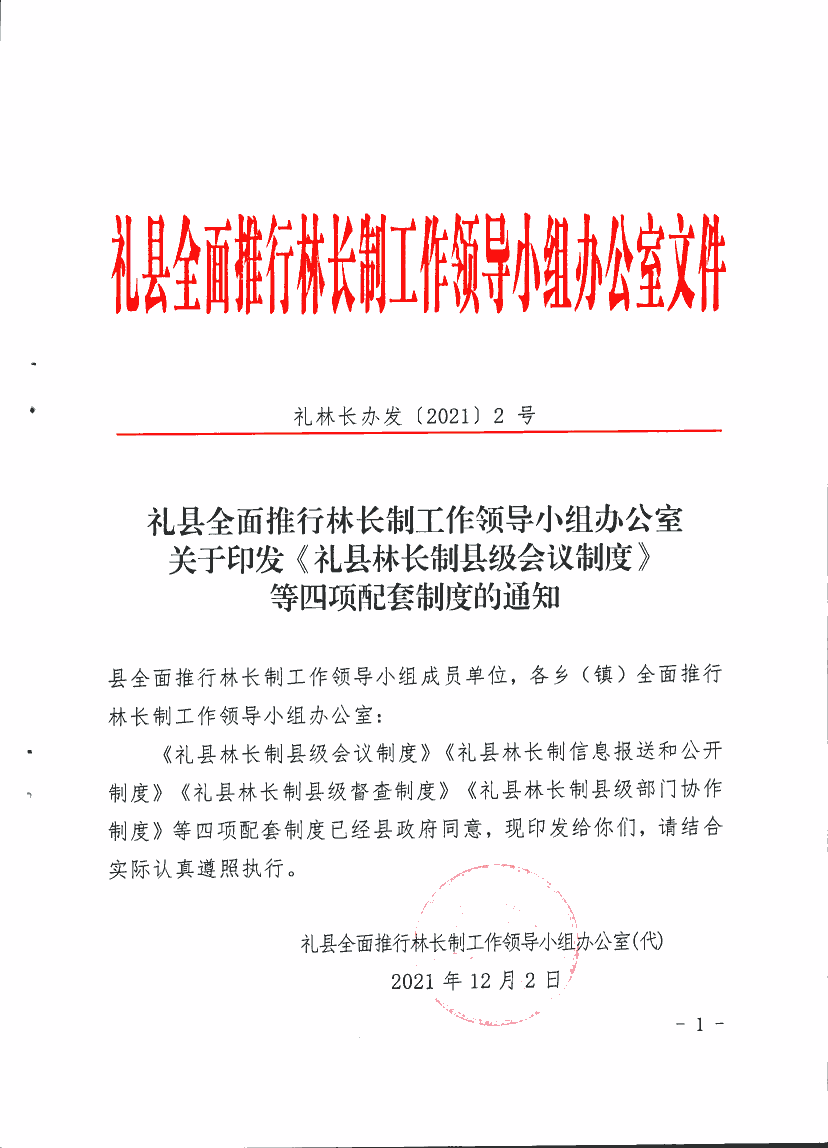 礼县全面推行林长制工作领导小组办公室文件
礼林长办发〔2021〕2 号
礼县全面推行林长制工作领导小组办公室
关于印发《礼县林长制县级会议制度》
等四项配套制度的通知
县全面推行林长制工作领导小组成员单位，各乡（镇）全面推行
林长制工作领导小组办公室：
《礼县林长制县级会议制度》《礼县林长制信息报送和公开
制度》《礼县林长制县级督查制度》《礼县林长制县级部门协作
制度》等四项配套制度已经县政府同意，现印发给你们，请结合
实际认真遵照执行。
礼县全面推行林长制工作领导小组办公室(代)
2021 年 12 月 2 日
- 1 -